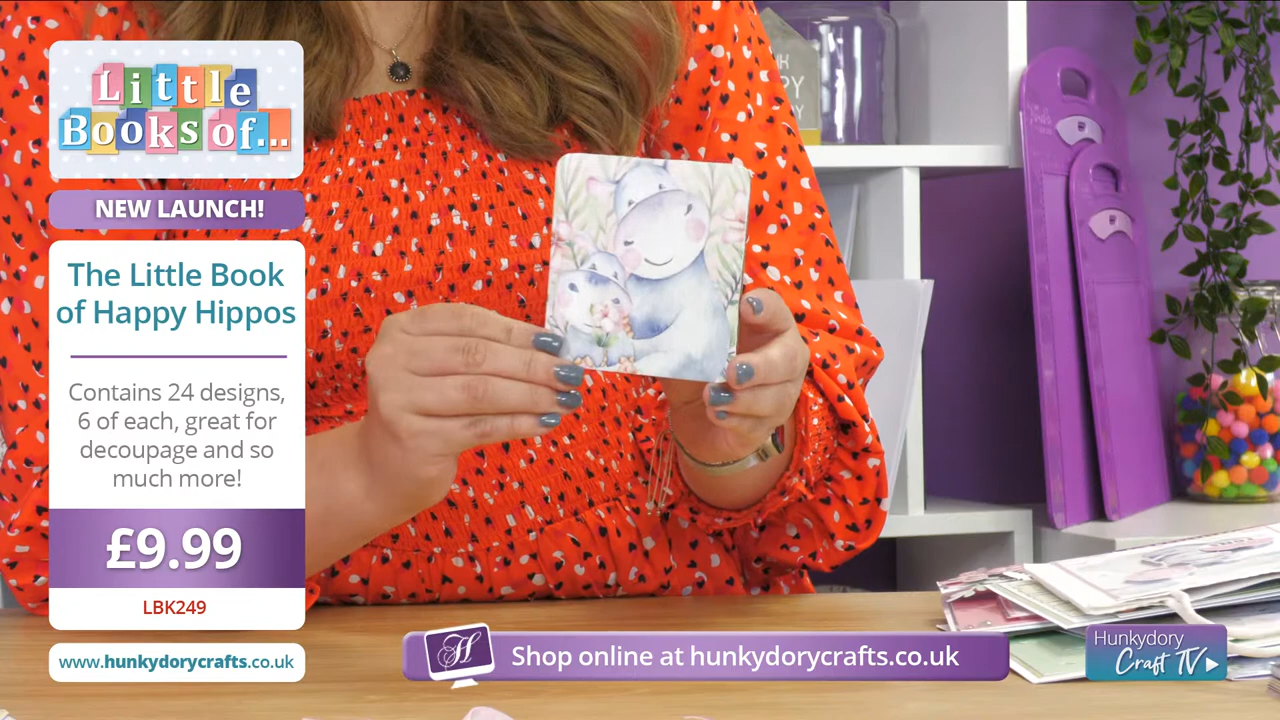 Little
Books of...
NEW LAUNCH!
The Little Book
of Happy Hippos
Contains 24 designs,
6 of each, great for
decoupage and so
much more!
£9.99
LBK249
www.hunkydorycrafts.co.uk
H
Shop online at hunkydorycrafts.co.uk
Hunkydory
Craft TV